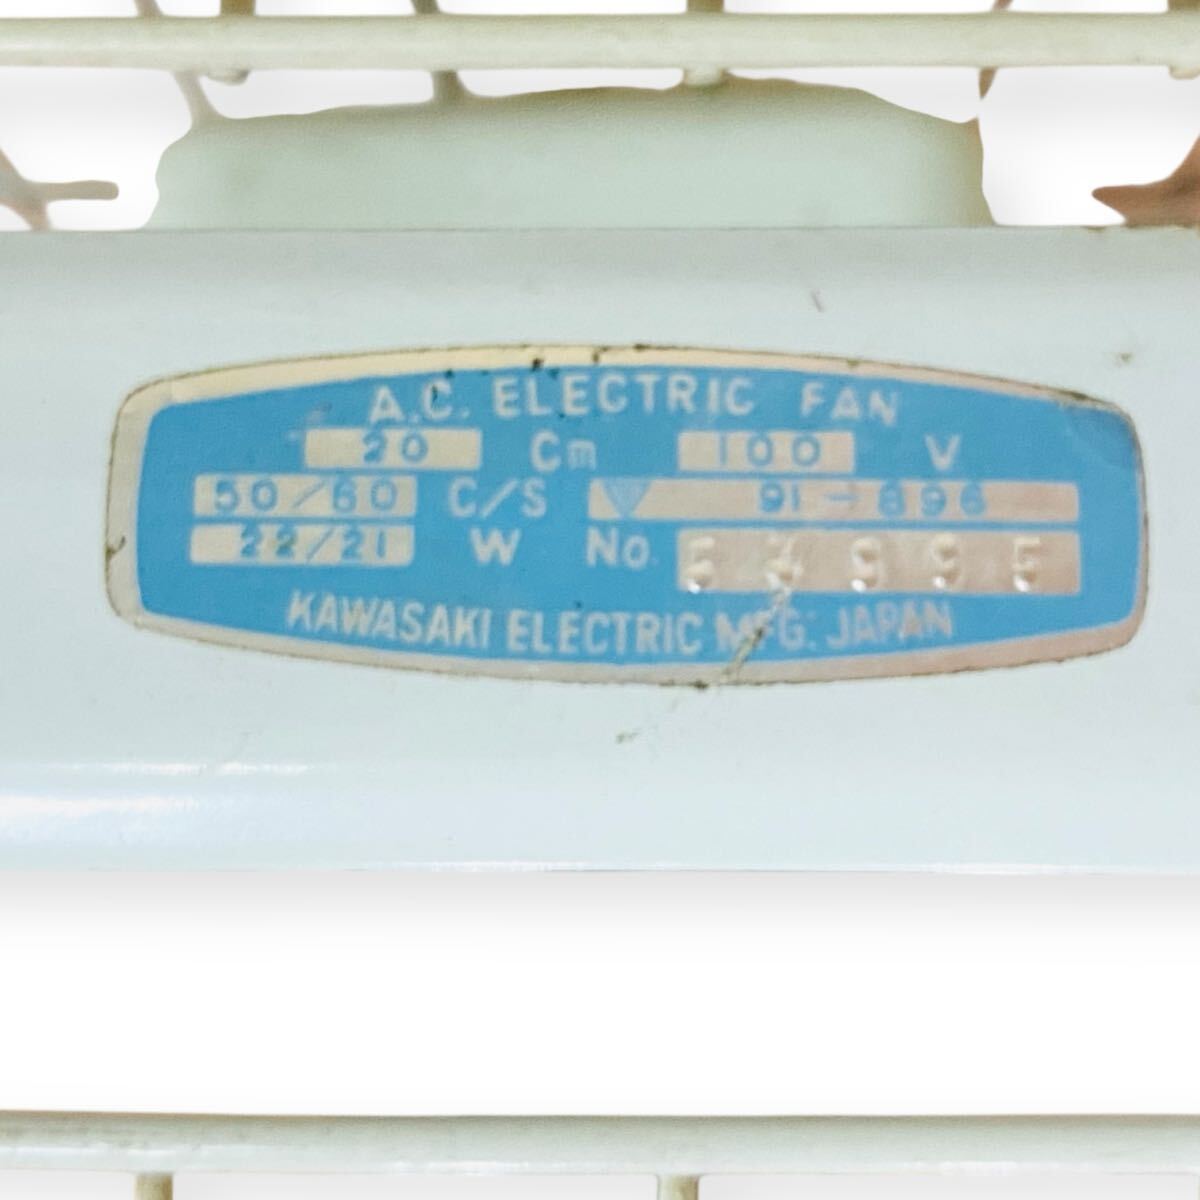 A.C. ELECTRIC FAN
20 Cm 100 V
50/60 C/S 91-896
22/21 W No.
KAWASAKI ELECTRIC MFG. JAPAN